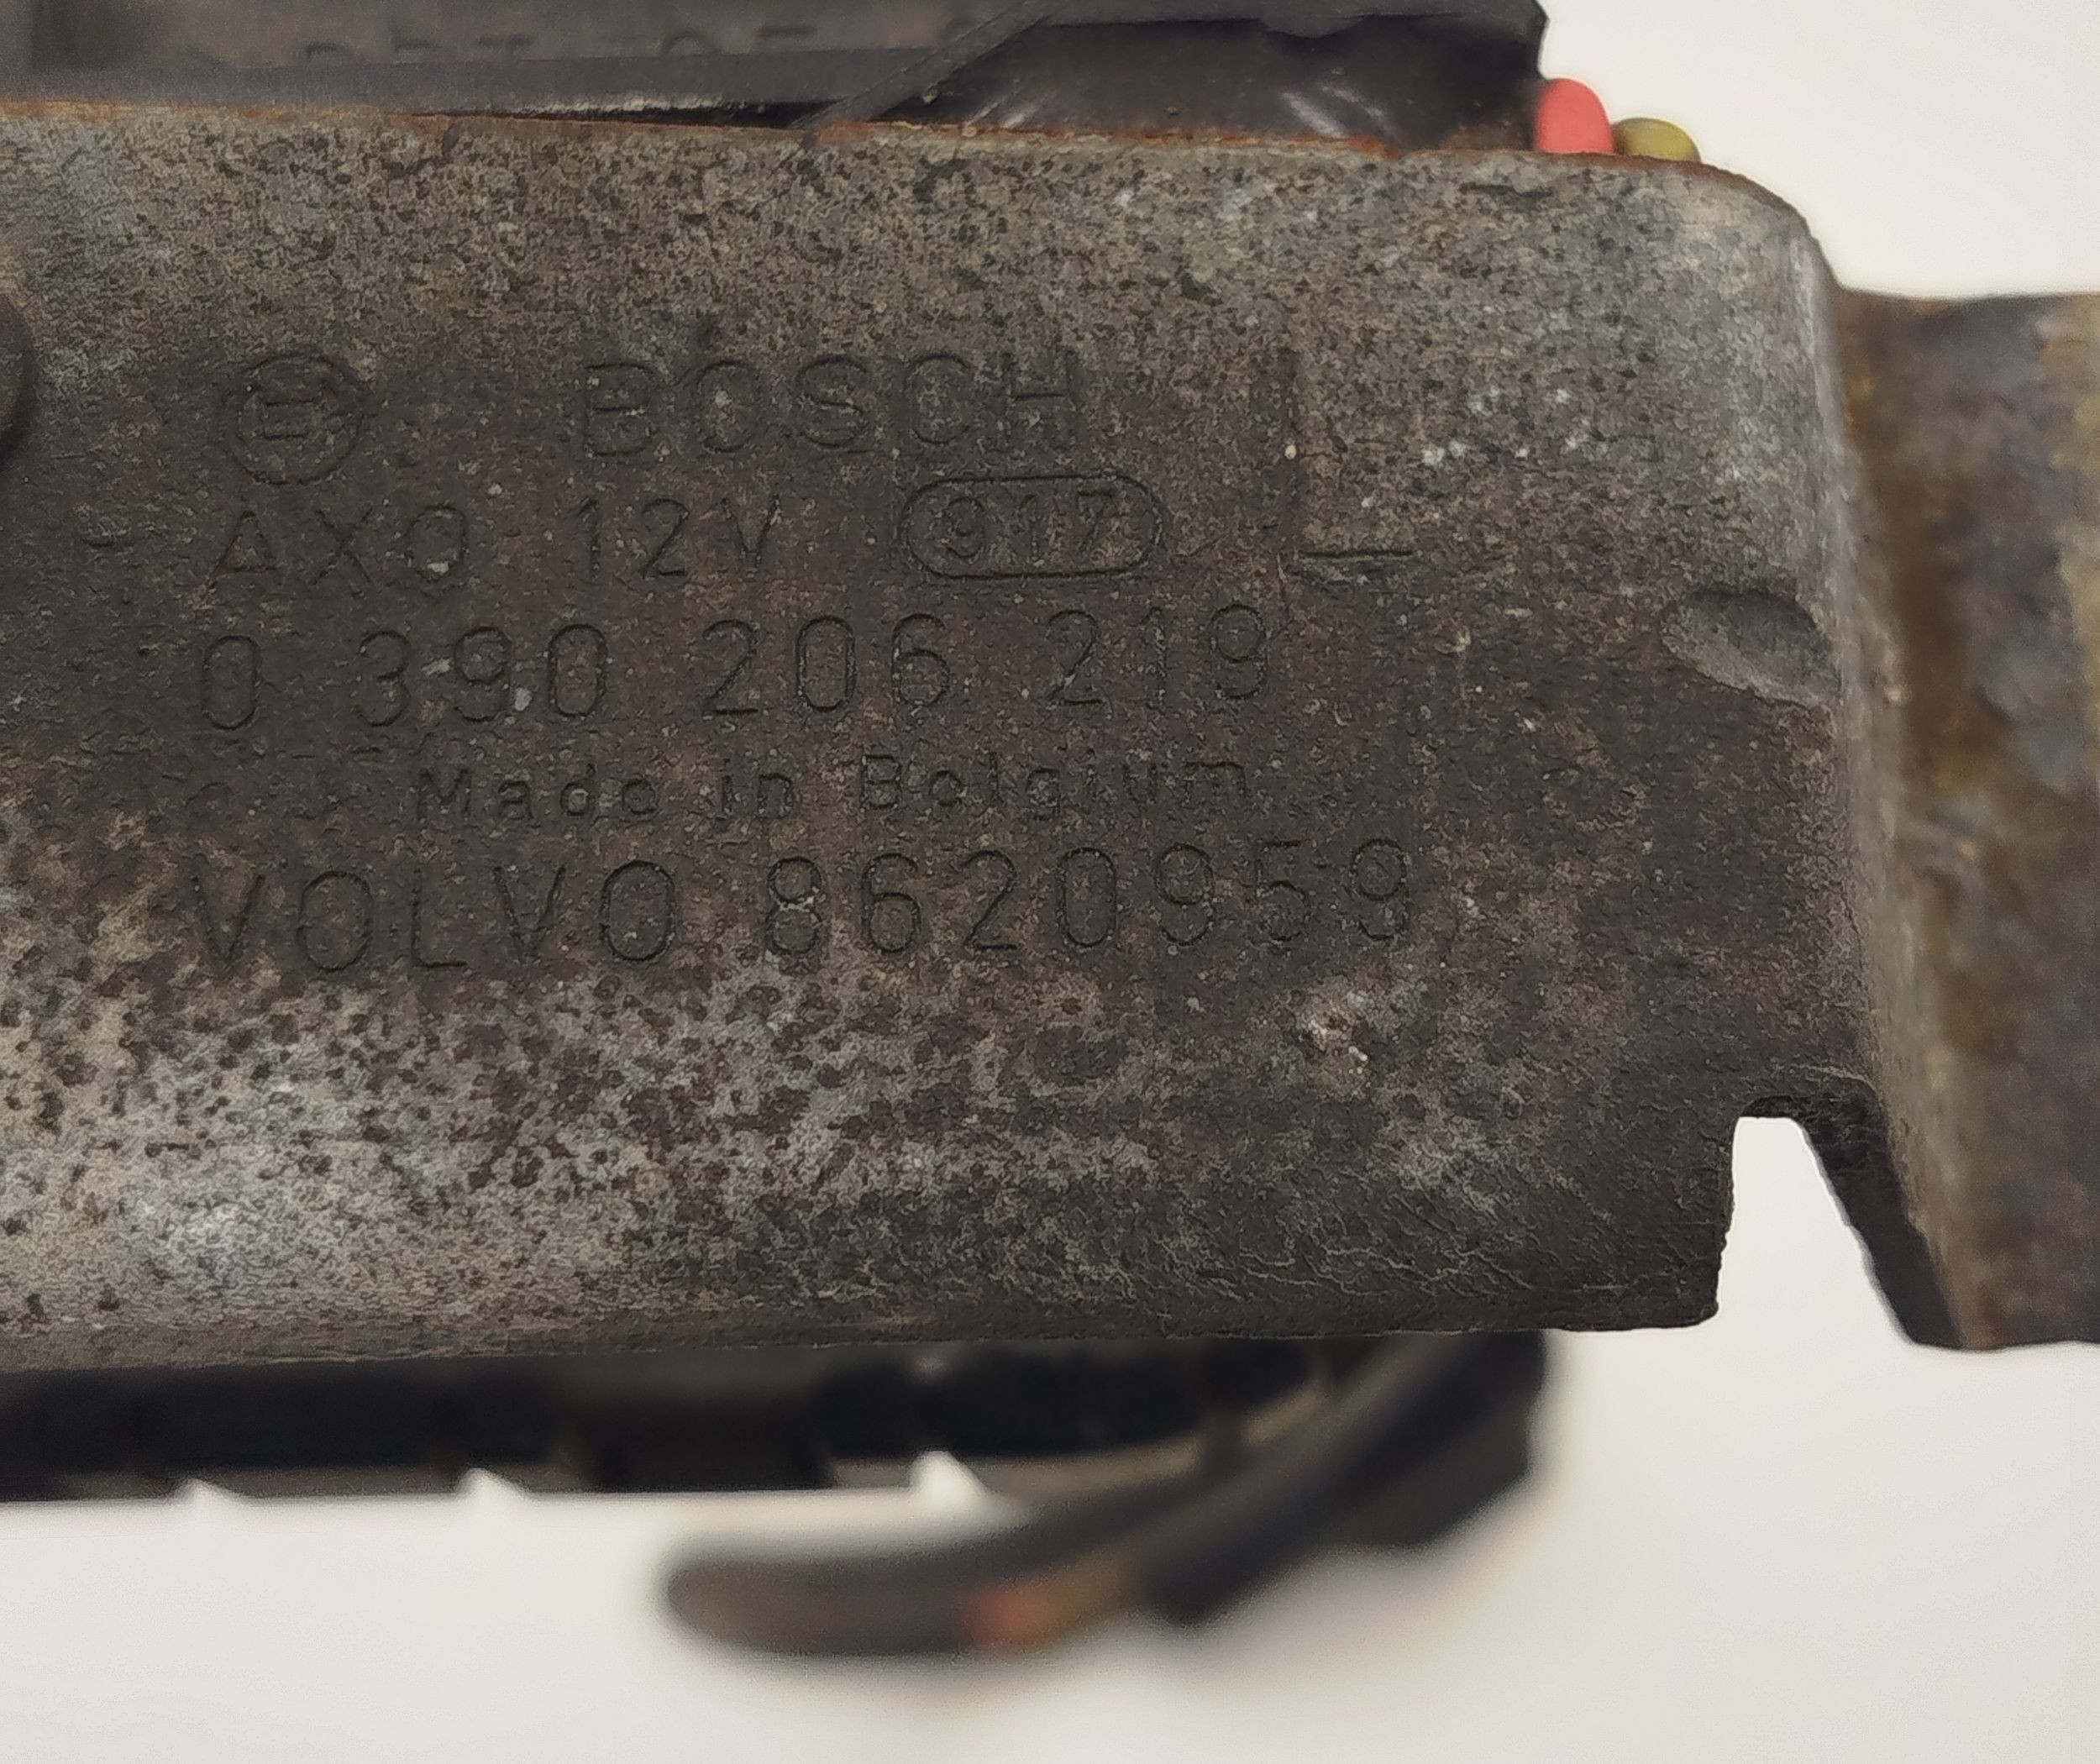 BOSCH L
AXO 12V 917
0 390 206 219
Made in Belgium
VOLVO 8620959